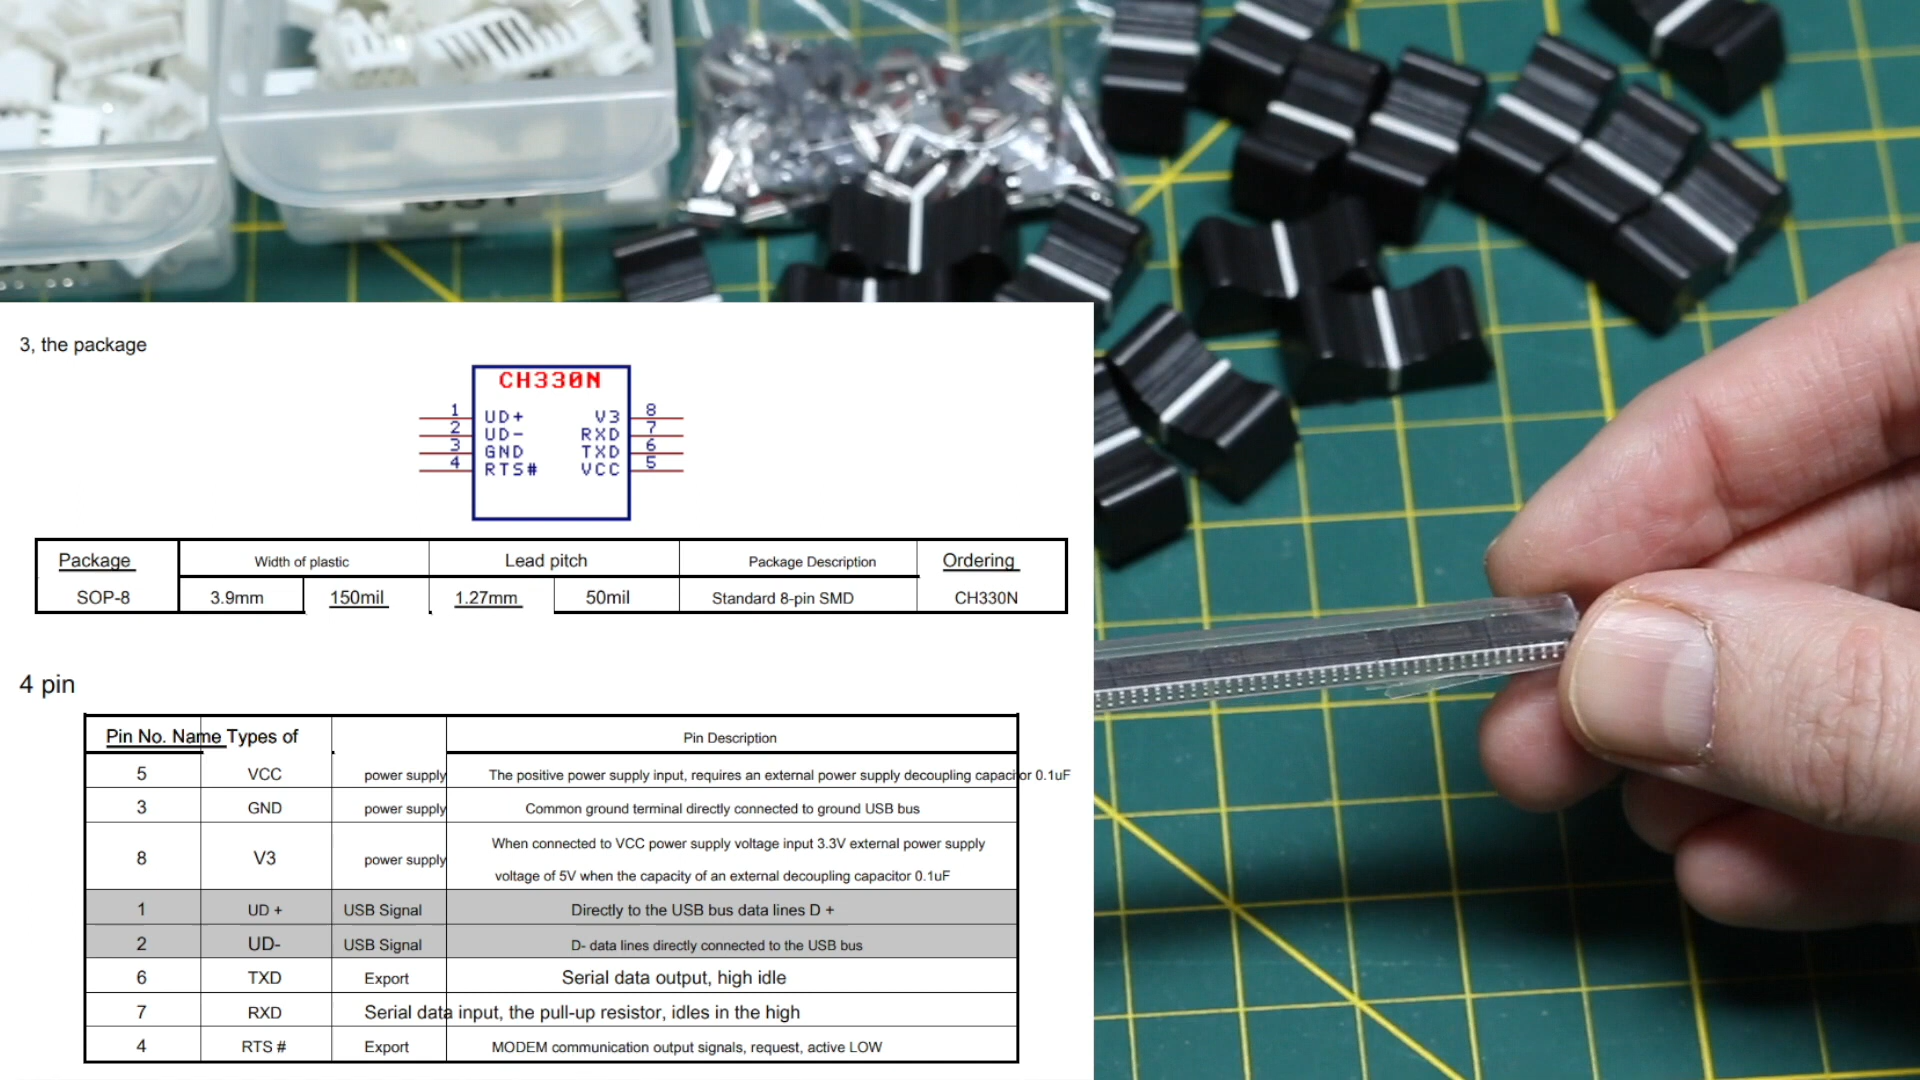 3, the package
CH330N
1 UD+ V3 8
2 UD- RXD 7
3 GND TXD 6
4 RTS# VCC 5
Package Width of plastic Lead pitch Package Description Ordering
SOP-8 3.9mm 150mil 1.27mm 50mil Standard 8-pin SMD CH330N
4 pin
Pin No. Name Types of Pin Description
5 VCC power supply The positive power supply input, requires an external power supply decoupling capacitor 0.1uF
3 GND power supply Common ground terminal directly connected to ground USB bus
8 V3 power supply When connected to VCC power supply voltage input 3.3V external power supply
voltage of 5V when the capacity of an external decoupling capacitor 0.1uF
1 UD + USB Signal Directly to the USB bus data lines D +
2 UD- USB Signal D- data lines directly connected to the USB bus
6 TXD Export Serial data output, high idle
7 RXD Serial data input, the pull-up resistor, idles in the high
4 RTS # Export MODEM communication output signals, request, active LOW